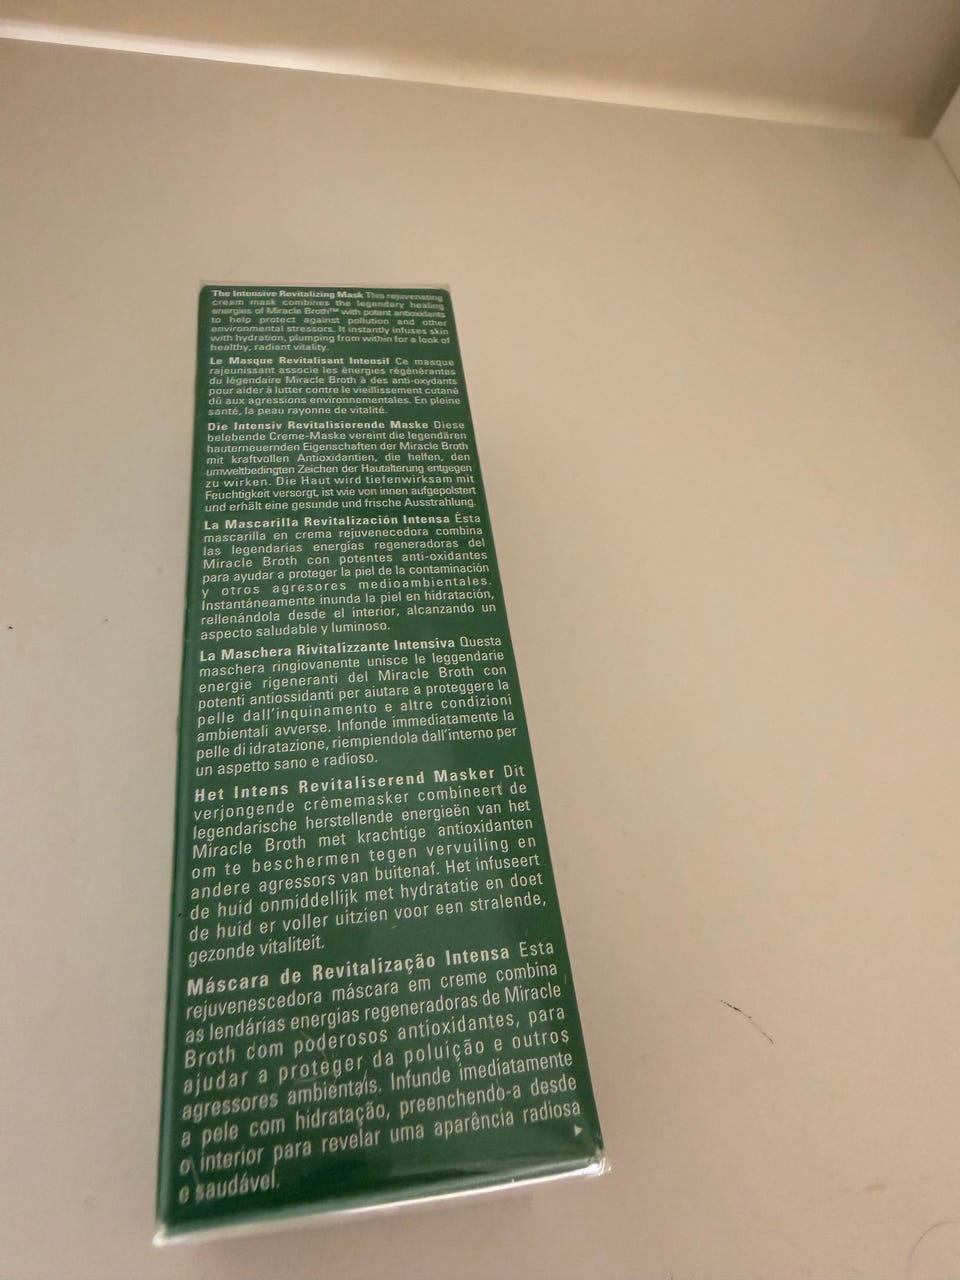 The Intensive Revitalizing Mask This rejuvenating
cream mask combines the legendary healing
energies of Miracle Broth™ with potent antioxidants
to help protect against pollution and other
environmental stressors. It instantly infuses skin
with hydration, plumping from within for a look of
healthy, radiant vitality.
Le Masque Revitalisant Intensif Ce masque
rajeunissant associe les énergies régénérantes
du légendaire Miracle Broth à des anti-oxydants
pour aider à lutter contre le vieillissement cutané
dû aux agressions environnementales. En pleine
santé, la peau rayonne de vitalité.
Die Intensiv Revitalisierende Maske Diese
belebende Creme-Maske vereint die legendären
hauterneuernden Eigenschaften der Miracle Broth
mit kraftvollen Antioxidantien, die helfen, den
umweltbedingten Zeichen der Hautalterung entgegen
zu wirken. Die Haut wird tiefenwirksam mit
Feuchtigkeit versorgt, ist wie von innen aufgepolstert
und erhält eine gesunde und frische Ausstrahlung.
La Mascarilla Revitalización Intensa Ésta
mascarilla en crema rejuvenecedora combina
las legendarias energías regeneradoras del
Miracle Broth con potentes anti-oxidantes
para ayudar a proteger la piel de la contaminación
y otros agresores medioambientales.
Instantáneamente inunda la piel en hidratación,
rellenándola desde el interior, alcanzando un
aspecto saludable y luminoso.
La Maschera Rivitalizzante Intensiva Questa
maschera ringiovanente unisce le leggendarie
energie rigeneranti del Miracle Broth con
potenti antiossidanti per aiutare a proteggere la
pelle dall'inquinamento e altre condizioni
ambientali avverse. Infonde immediatamente la
pelle di idratazione, riempiendola dall'interno per
un aspetto sano e radioso.
Het Intens Revitaliserend Masker Dit
verjongende crèmemasker combineert de
legendarische herstellende energieën van het
Miracle Broth met krachtige antioxidanten
om te beschermen tegen vervuiling en
andere agressors van buitenaf. Het infuseert
de huid onmiddellijk met hydratatie en doet
de huid er voller uitzien voor een stralende,
gezonde vitaliteit.
Máscara de Revitalização Intensa Esta
rejuvenescedora máscara em creme combina
as lendárias energias regeneradoras de Miracle
Broth com poderosos antioxidantes, para
ajudar a proteger da poluição e outros
agressores ambientais. Infunde imediatamente
a pele com hidratação, preenchendo-a desde
o interior para revelar uma aparência radiosa
e saudável.